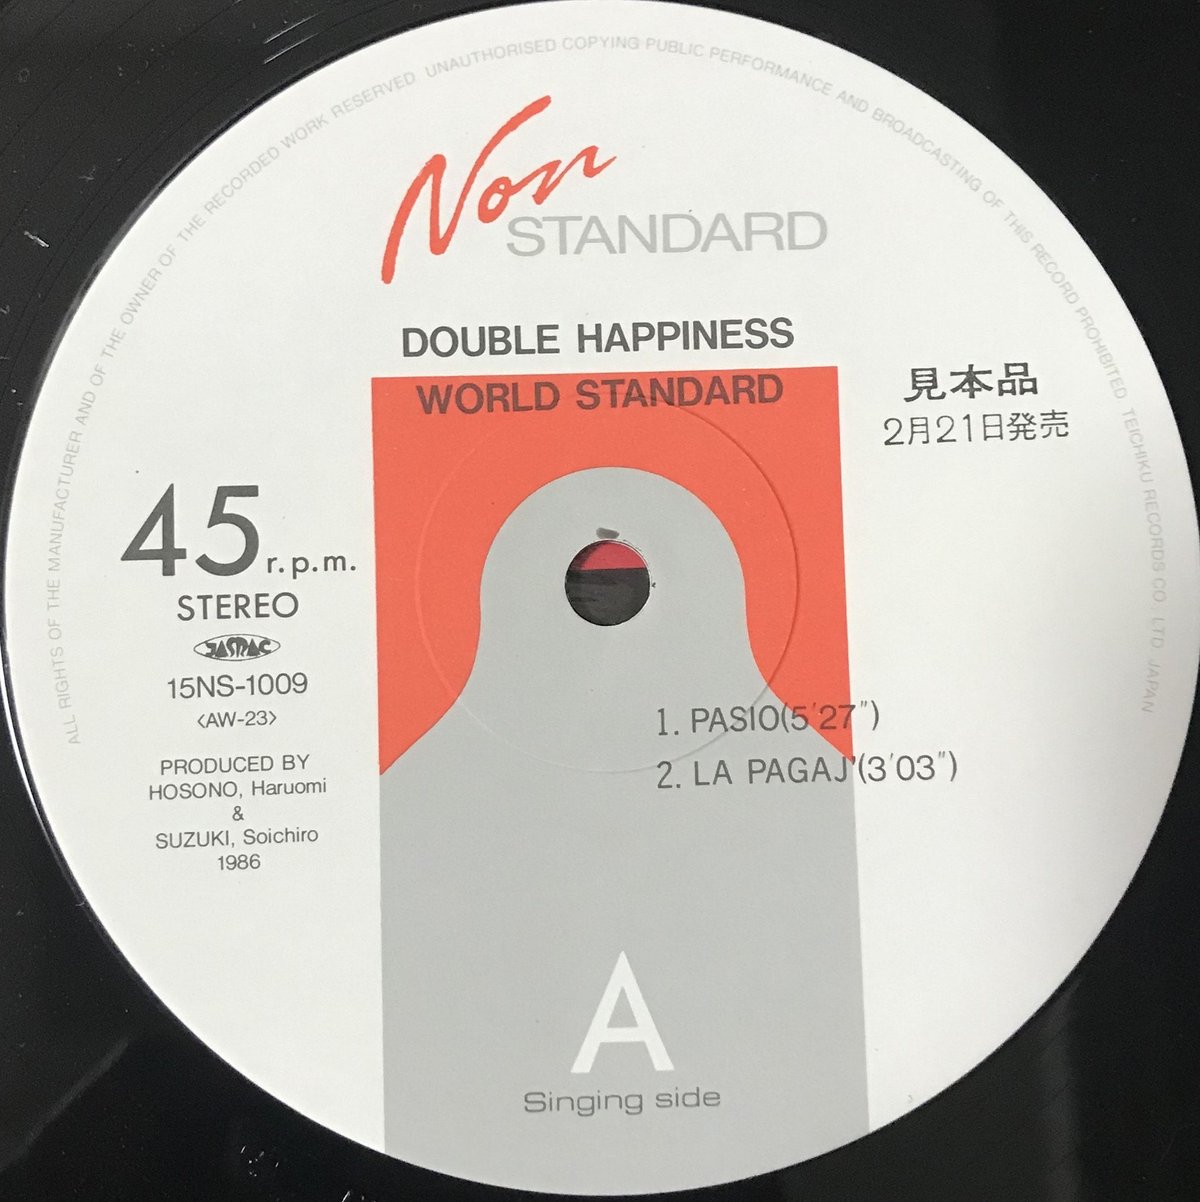 ALL RIGHTS OF THE MANUFACTURER AND OF THE OWNER OF THE RECORDED WORK RESERVED UNAUTHORISED COPYING PUBLIC PERFORMANCE AND BROADCASTING OF THIS RECORD PROHIBITED TEICHIKU RECORDS CO., LTD. JAPAN
Non
STANDARD
DOUBLE HAPPINESS
WORLD STANDARD
見本品
2月21日発売
45r.p.m.
STEREO
JASRAC
15NS-1009
<AW-23>
PRODUCED BY
HOSONO, Haruomi
&
SUZUKI, Soichiro
1986
1. PASIO(5'27")
2. LA PAGAJ'(3'03")
A
Singing side